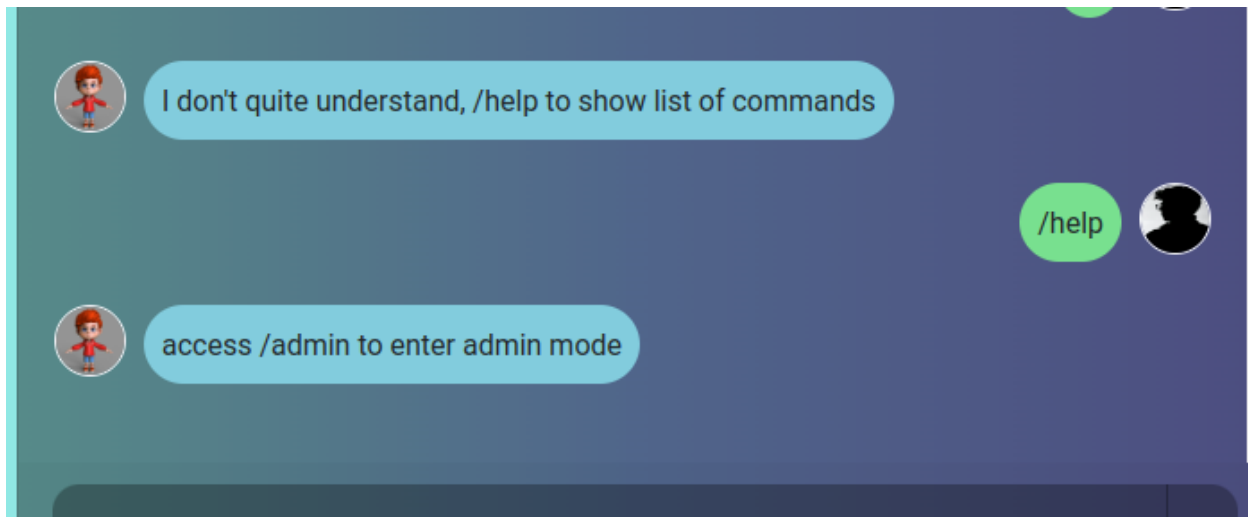 I don't quite understand, /help to show list of commands
/help
access /admin to enter admin mode